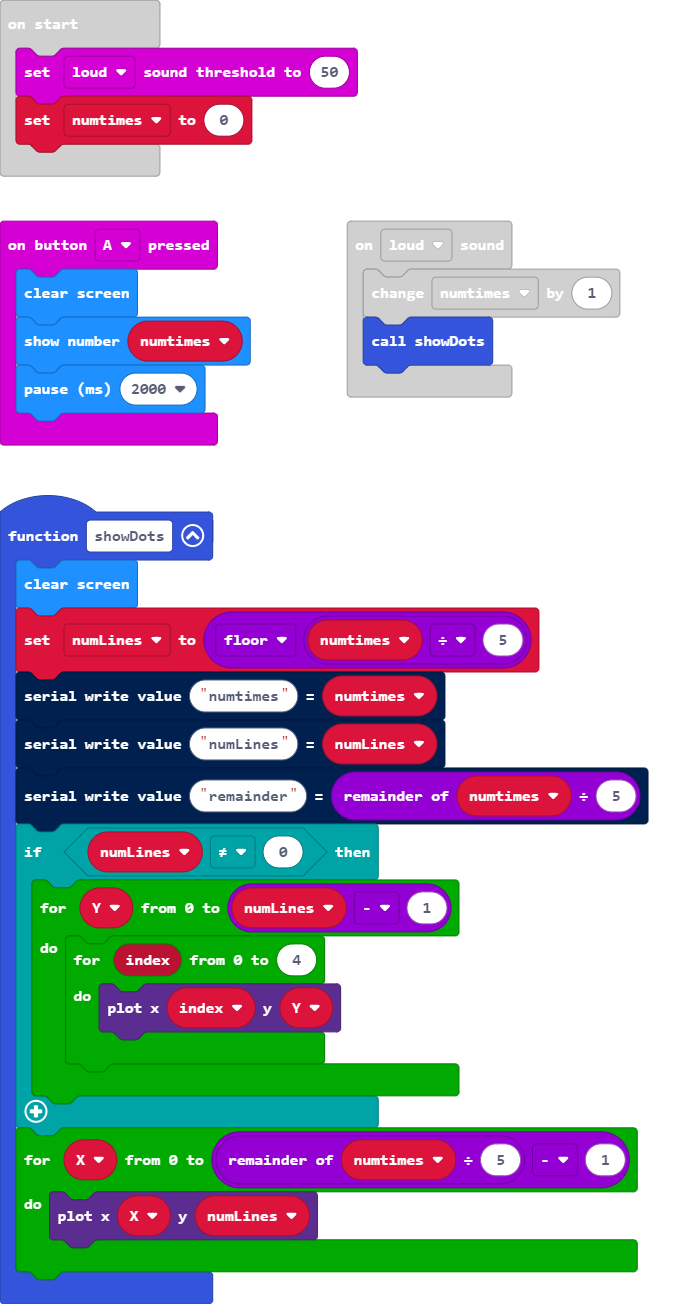 on start
set loud sound threshold to 50
set numtimes to 0
on button A pressed
clear screen
show number numtimes
pause (ms) 2000
on loud sound
change numtimes by 1
call showDots
function showDots
clear screen
set numLines to floor numtimes ÷ 5
serial write value "numtimes" = numtimes
serial write value "numLines" = numLines
serial write value "remainder" = remainder of numtimes ÷ 5
if numLines ≠ 0 then
for Y from 0 to numLines - 1
do
for index from 0 to 4
do
plot x index y Y
for X from 0 to remainder of numtimes ÷ 5 - 1
do
plot x X y numLines